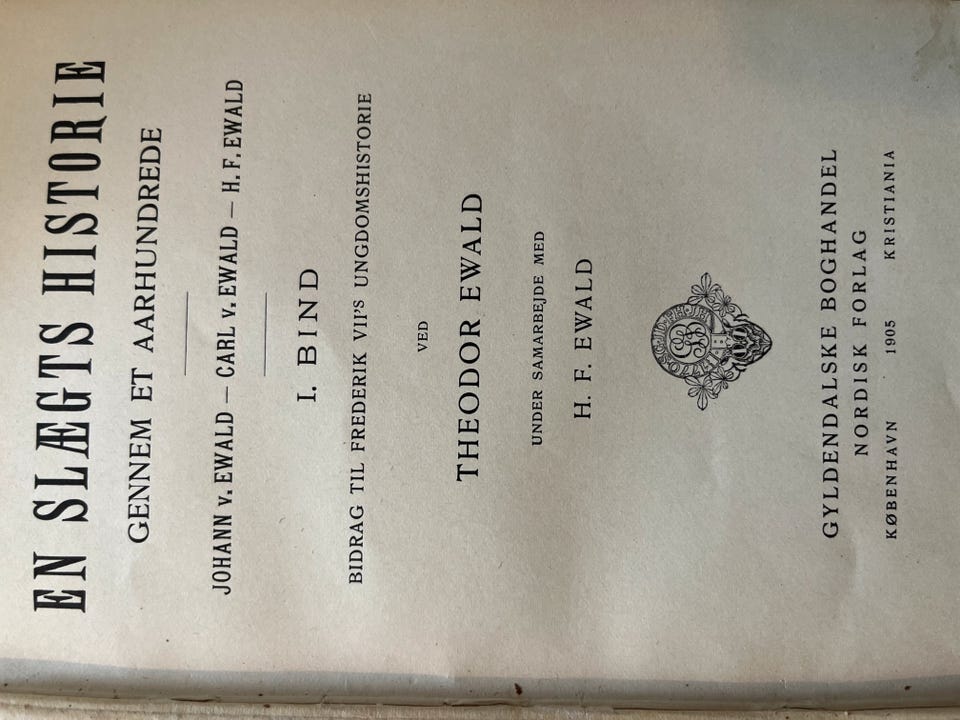 EN SLÆGTS HISTORIE
GENNEM ET AARHUNDREDE
JOHANN v. EWALD — CARL v. EWALD — H. F. EWALD
I. BIND
BIDRAG TIL FREDERIK VII'S UNGDOMSHISTORIE
VED
THEODOR EWALD
UNDER SAMARBEJDE MED
H. F. EWALD
GYLDENDALSKE BOGHANDEL
NORDISK FORLAG
KØBENHAVN 1905 KRISTIANIA